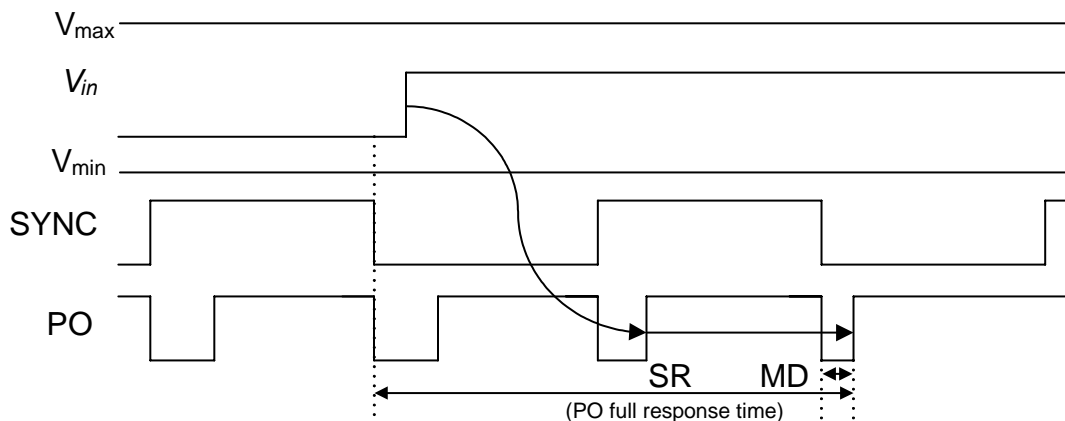 Vmax
Vin
Vmin
SYNC
PO
SR MD
(PO full response time)